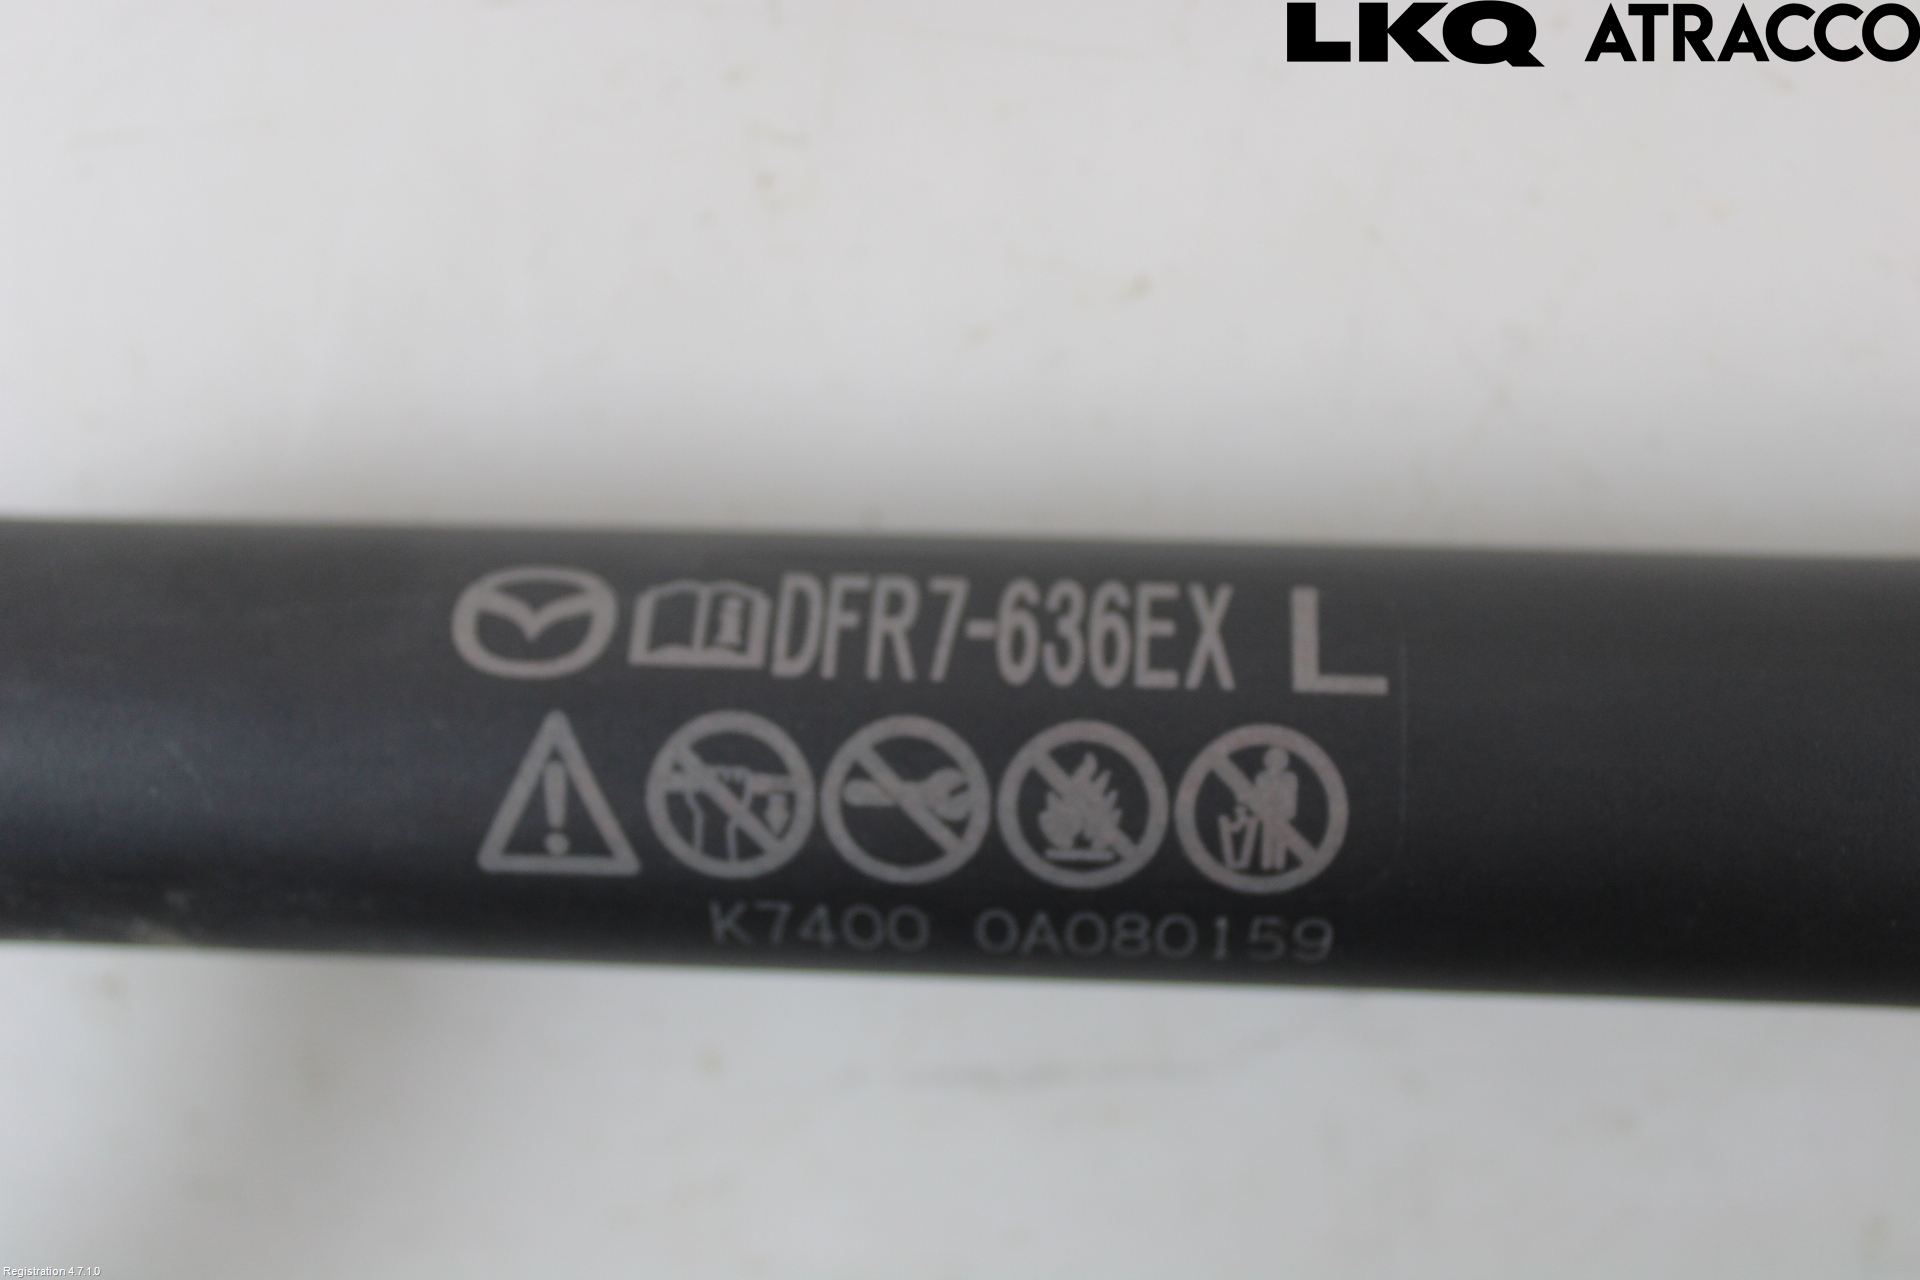 LKQ ATRACCO
DFR7-636EX L
K7400 0A080159
Registration 4.7.1.0